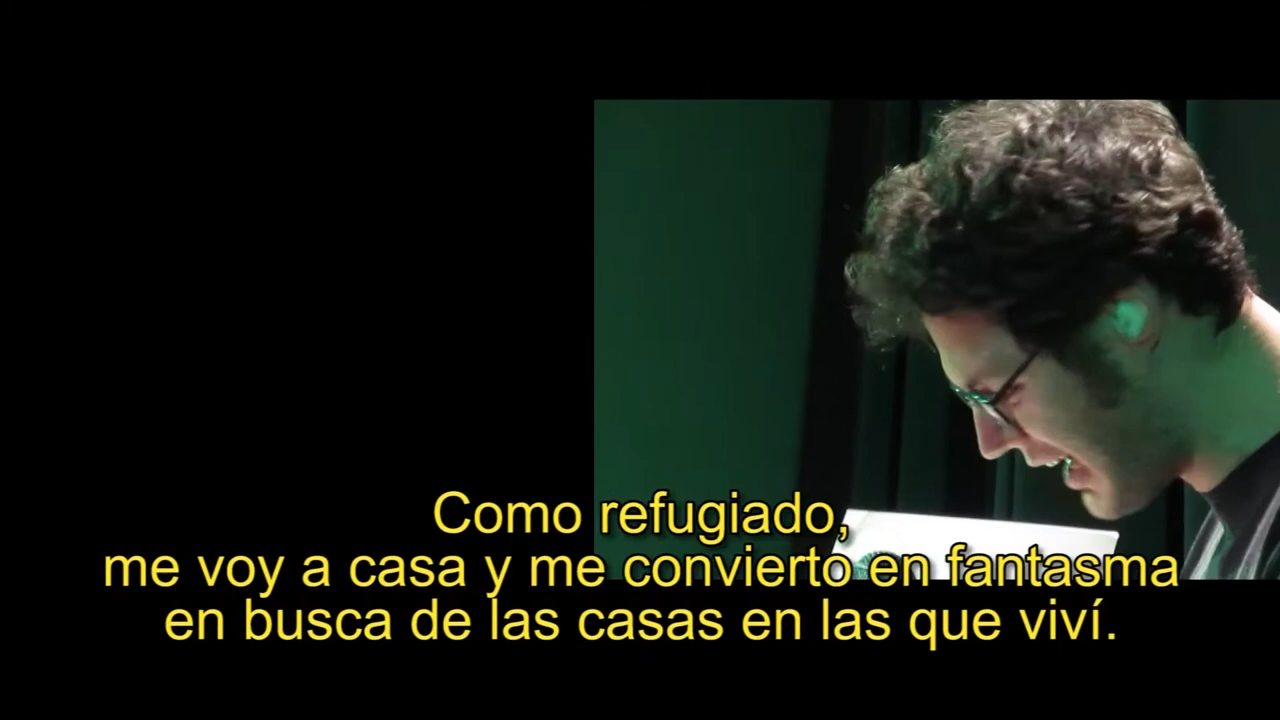 Como refugiado,
me voy a casa y me convierto en fantasma
en busca de las casas en las que viví.